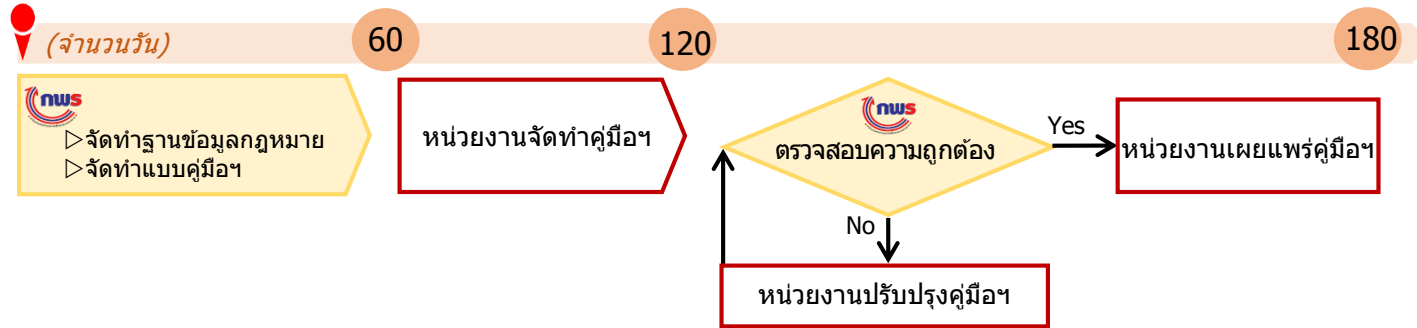 (จำนวนวัน)
60
120
180
กพร
▷จัดทำฐานข้อมูลกฎหมาย
▷จัดทำแบบคู่มือฯ
หน่วยงานจัดทำคู่มือฯ
กพร
ตรวจสอบความถูกต้อง
Yes
หน่วยงานเผยแพร่คู่มือฯ
No
หน่วยงานปรับปรุงคู่มือฯ